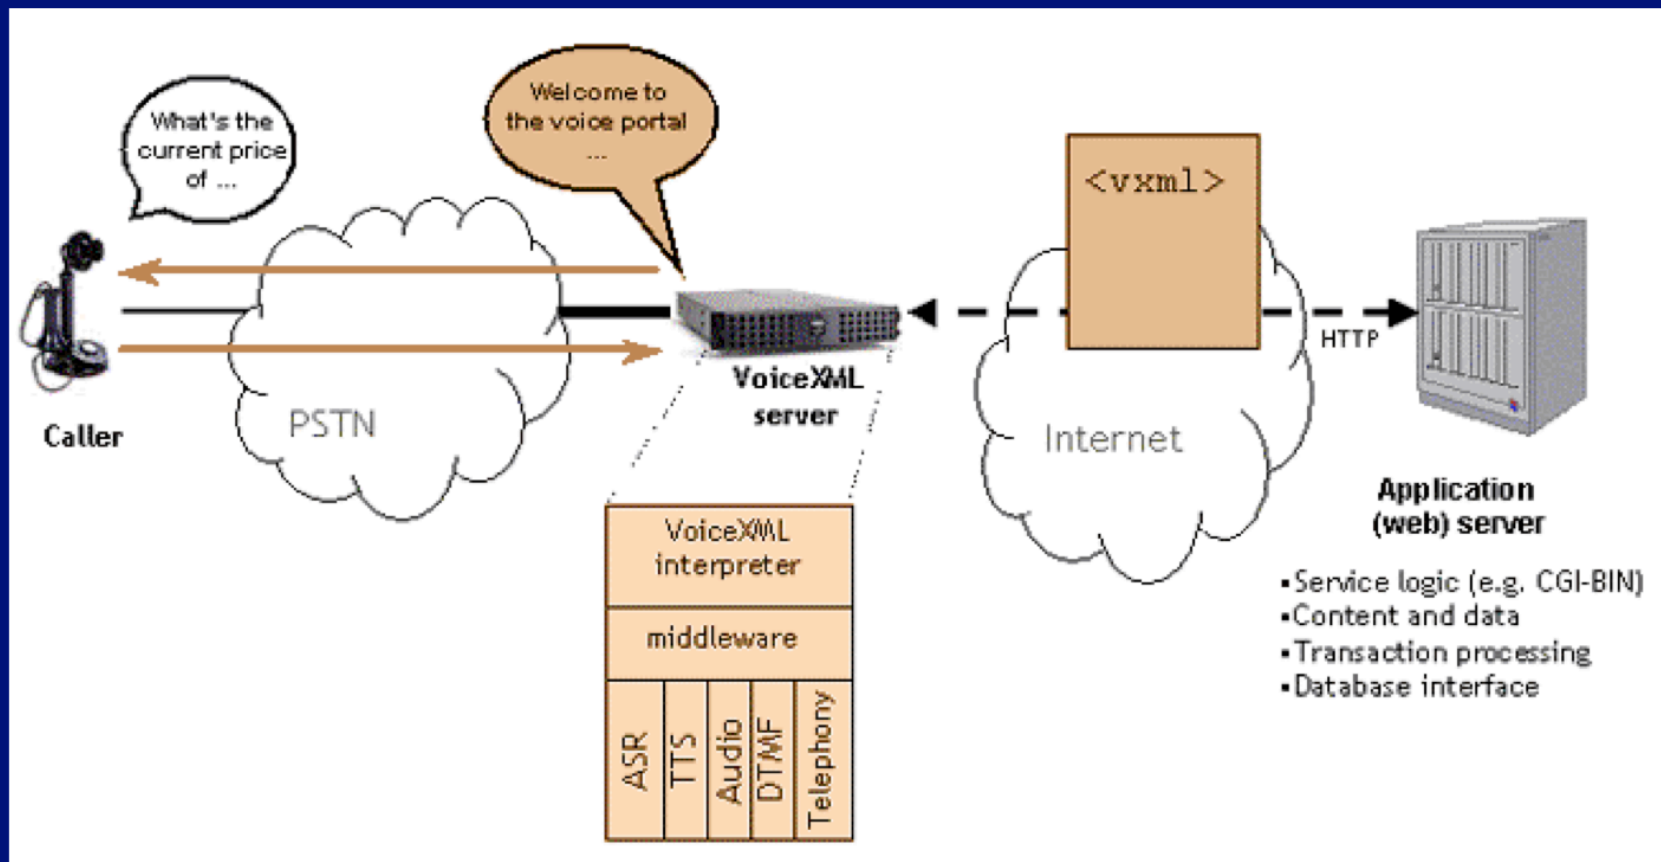 What's the
current price
of ...
Welcome to
the voice portal
...
<vxml>
HTTP
VoiceXML
server
PSTN
Caller
Internet
Application
(web) server
VoiceXML
interpreter
middleware
ASR
TTS
Audio
DTMF
Telephony
▪Service logic (e.g. CGI-BIN)
▪Content and data
▪Transaction processing
▪Database interface